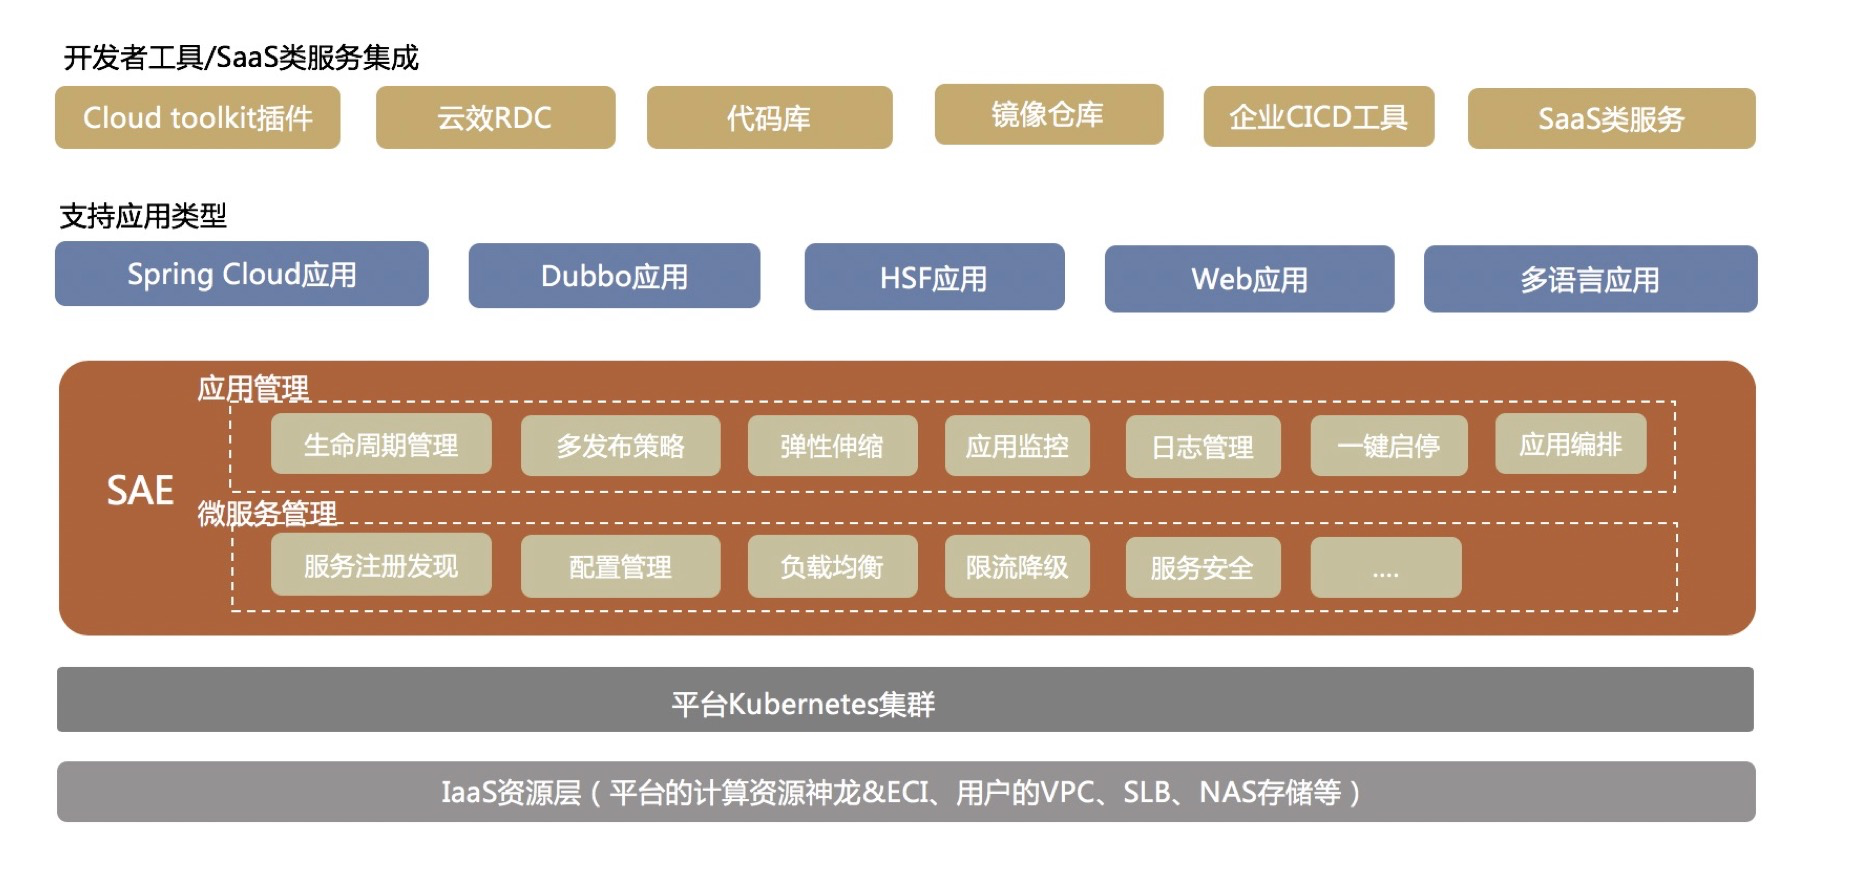 开发者工具/SaaS类服务集成
Cloud toolkit插件
云效RDC
代码库
镜像仓库
企业CICD工具
SaaS类服务
支持应用类型
Spring Cloud应用
Dubbo应用
HSF应用
Web应用
多语言应用
SAE
应用管理
生命周期管理
多发布策略
弹性伸缩
应用监控
日志管理
一键启停
应用编排
微服务管理
服务注册发现
配置管理
负载均衡
限流降级
服务安全
....
平台Kubernetes集群
IaaS资源层（平台的计算资源神龙&ECI、用户的VPC、SLB、NAS存储等）